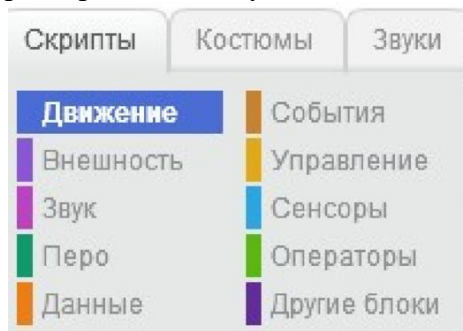 Скрипты Костюмы Звуки
Движение События
Внешность Управление
Звук Сенсоры
Перо Операторы
Данные Другие блоки